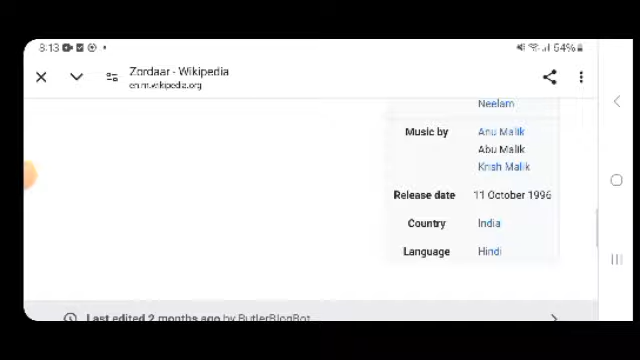 8:13
54%
Zordaar - Wikipedia
en.m.wikipedia.org
Neelam
Music by Anu Malik
Abu Malik
Krish Malik
Release date 11 October 1996
Country India
Language Hindi
Last edited 2 months ago by ButlerBlogBot